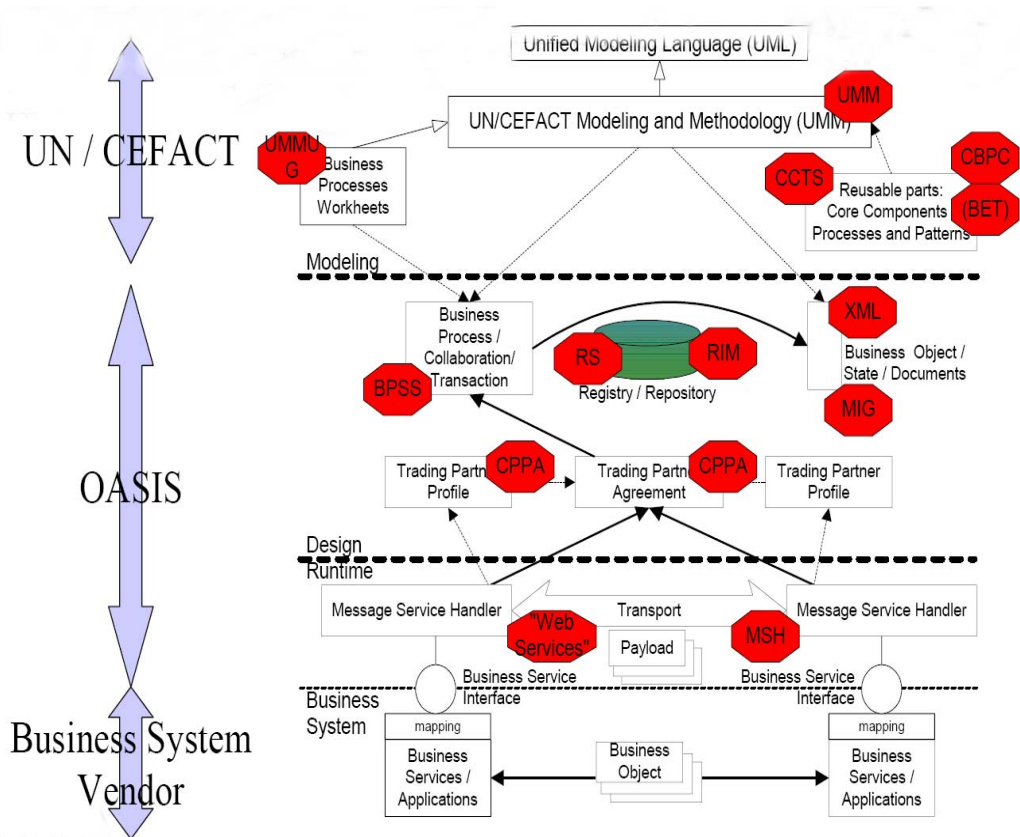 Unified Modeling Language (UML)
UMM
UN/CEFACT Modeling and Methodology (UMM)
UN / CEFACT
UMMU
G
Business
Processes
Workheets
CCTS
CBPC
(BET)
Reusable parts:
Core Components
Processes and Patterns
Modeling
Business
Process /
Collaboration/
Transaction
BPSS
RS
RIM
Registry / Repository
XML
Business Object /
State / Documents
MIG
OASIS
Trading Partner
Profile
CPPA
Trading Partner
Agreement
CPPA
Trading Partner
Profile
Design
Runtime
Message Service Handler
Transport
Message Service Handler
"Web
Services"
MSH
Payload
Business Service
Interface
Business Service
Interface
Business
System
Business System
Vendor
mapping
Business
Services /
Applications
Business
Object
mapping
Business
Services /
Applications